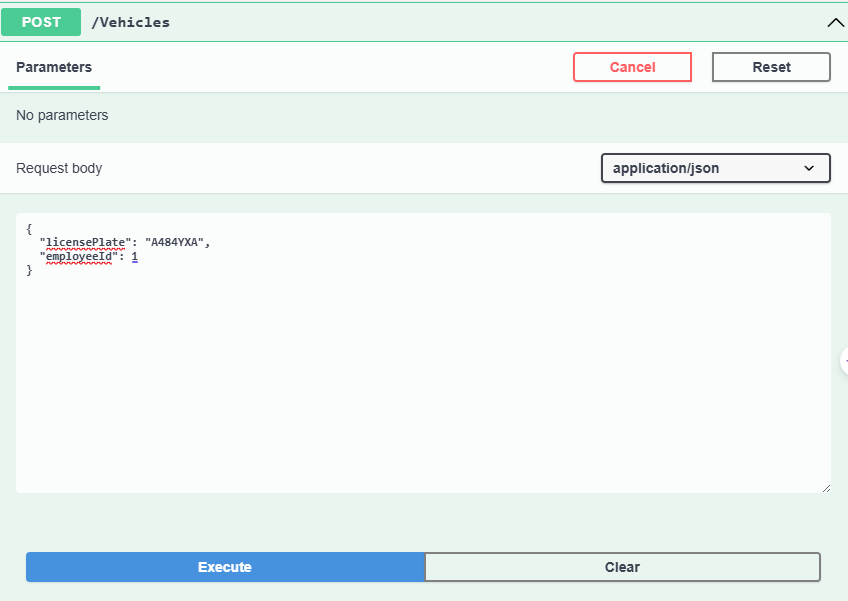 POST /Vehicles
Parameters
Cancel
Reset
No parameters
Request body
application/json
{
  "licensePlate": "A484YXA",
  "employeeId": 1
}
Execute
Clear